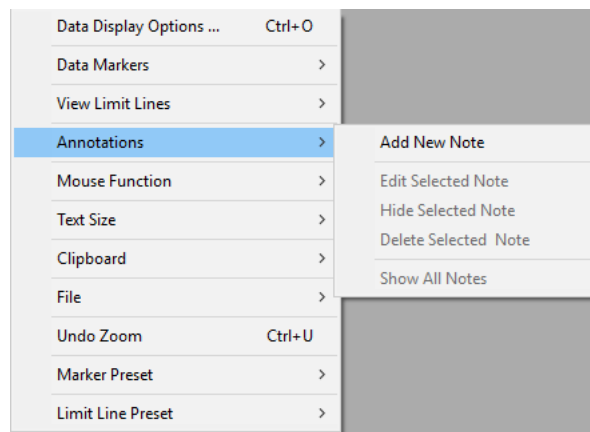 Data Display Options ... Ctrl+O
Data Markers
View Limit Lines
Annotations
Add New Note
Edit Selected Note
Hide Selected Note
Delete Selected  Note
Show All Notes
Mouse Function
Text Size
Clipboard
File
Undo Zoom Ctrl+U
Marker Preset
Limit Line Preset